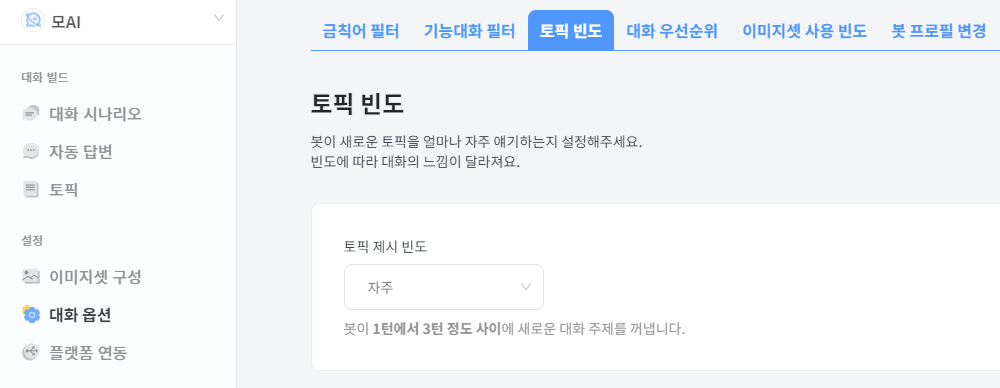 모AI
대화 빌드
대화 시나리오
자동 답변
토픽
설정
이미지셋 구성
대화 옵션
플랫폼 연동
금칙어 필터
기능대화 필터
토픽 빈도
대화 우선순위
이미지셋 사용 빈도
봇 프로필 변경
토픽 빈도
봇이 새로운 토픽을 얼마나 자주 얘기하는지 설정해주세요.
빈도에 따라 대화의 느낌이 달라져요.
토픽 제시 빈도
자주
봇이 1턴에서 3턴 정도 사이에 새로운 대화 주제를 꺼냅니다.